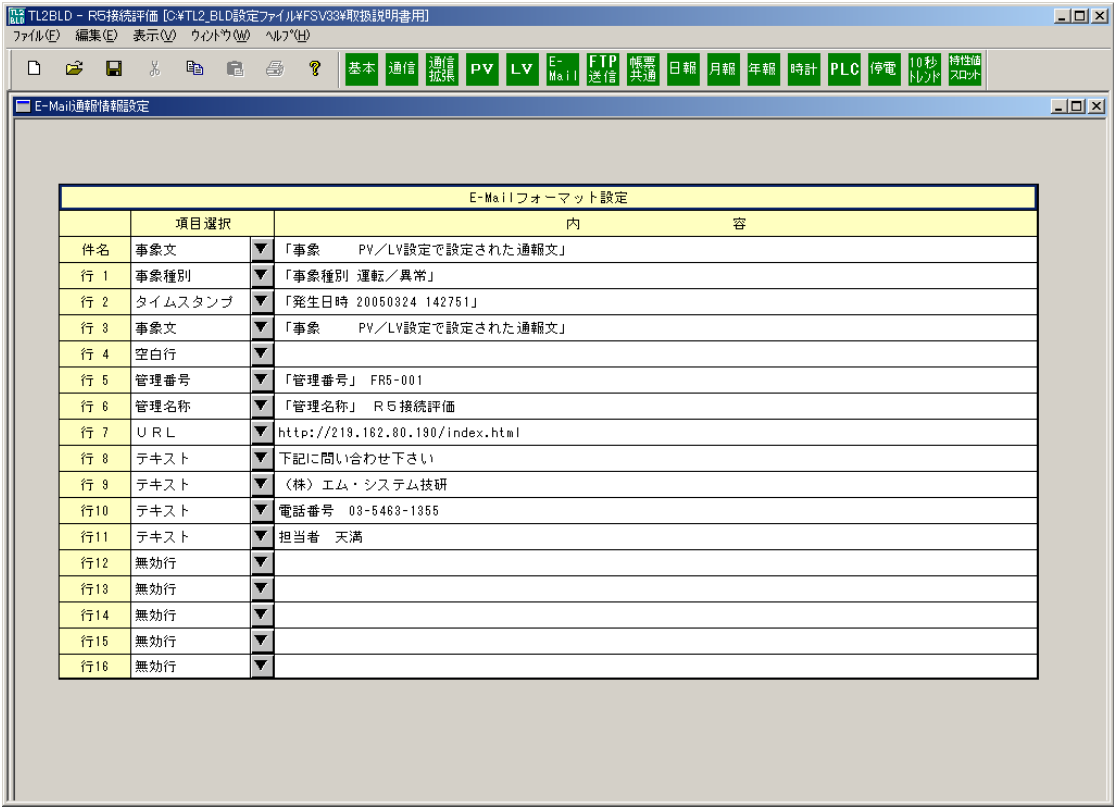 TL2BLD - R5接続評価 [C:¥TL2_BLD設定ファイル¥FSV33¥取扱説明書用]
ファイル(F) 編集(E) 表示(V) ウィンドウ(W) ヘルプ(H)
基本 通信 通信拡張 PV LV E-Mail FTP送信 帳票共通 日報 月報 年報 時計 PLC 停電 10秒トレンド 特性値スロット
E-Mail通報情報設定
E-Mailフォーマット設定
項目選択 内 容
件名 事象文 「事象 PV／LV設定で設定された通報文」
行 1 事象種別 「事象種別 運転／異常」
行 2 タイムスタンプ 「発生日時 20050324 142751」
行 3 事象文 「事象 PV／LV設定で設定された通報文」
行 4 空白行
行 5 管理番号 「管理番号」 FR5-001
行 6 管理名称 「管理名称」 Ｒ５接続評価
行 7 ＵＲＬ http://219.162.80.190/index.html
行 8 テキスト 下記に問い合わせ下さい
行 9 テキスト （株）エム・システム技研
行10 テキスト 電話番号 03-5463-1355
行11 テキスト 担当者 天満
行12 無効行
行13 無効行
行14 無効行
行15 無効行
行16 無効行